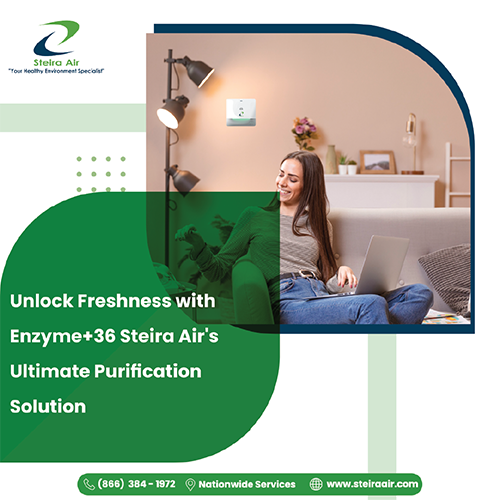 Steira Air
"Your Healthy Environment Specialist"
Unlock Freshness with
Enzyme+36 Steira Air's
Ultimate Purification
Solution
(866) 384 - 1972
Nationwide Services
www.steiraair.com